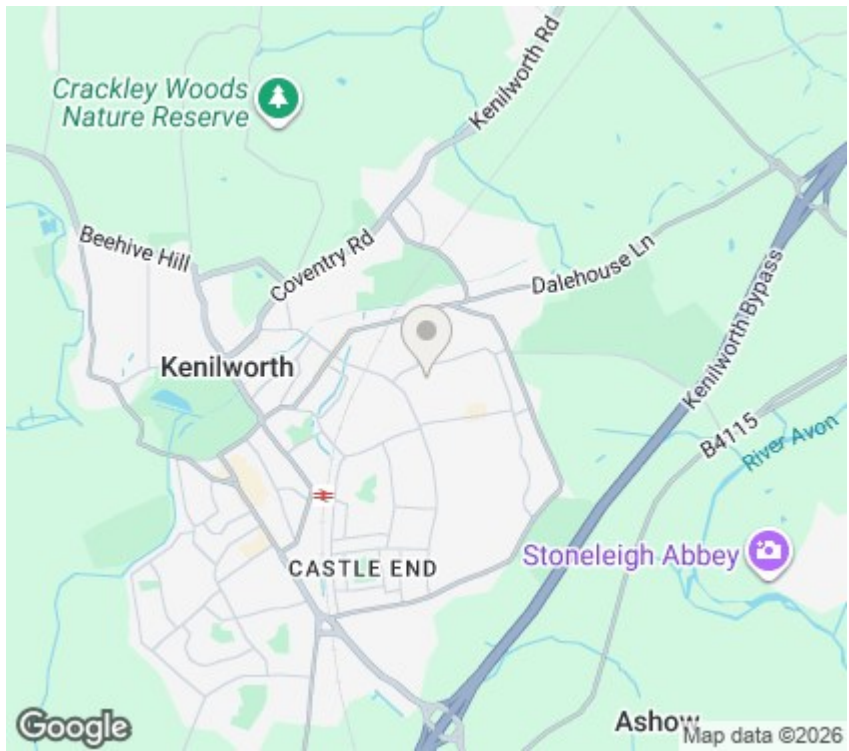 Crackley Woods
Nature Reserve
Kenilworth Rd
Beehive Hill
Coventry Rd
Dalehouse Ln
Kenilworth Bypass
Kenilworth
B4115
River Avon
Stoneleigh Abbey
CASTLE END
Ashow
Google
Map data ©2026